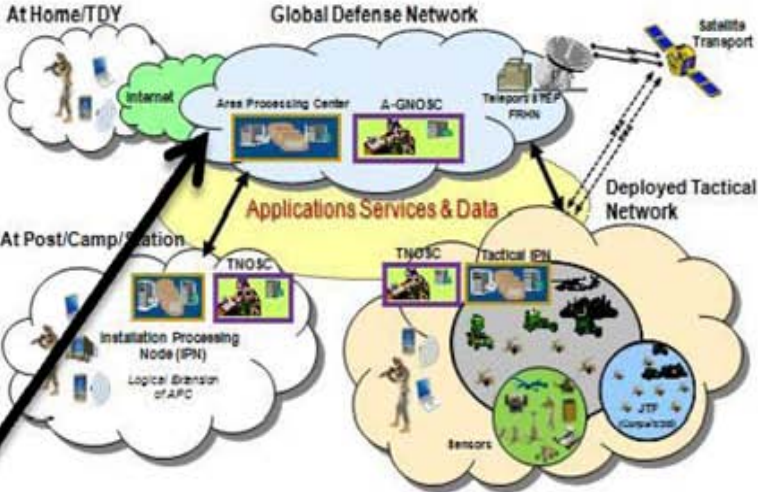 At Home/TDY
Global Defense Network
Satellite
Transport
Internet
Area Processing Center
A-GNOSC
FRHN
Applications Services & Data
Deployed Tactical
Network
At Post/Camp/Station
TNOSC
TNOSC
Tactical IPN
Installation Processing
Node (IPN)
Logical Extension
of APC
JTF
Sensors